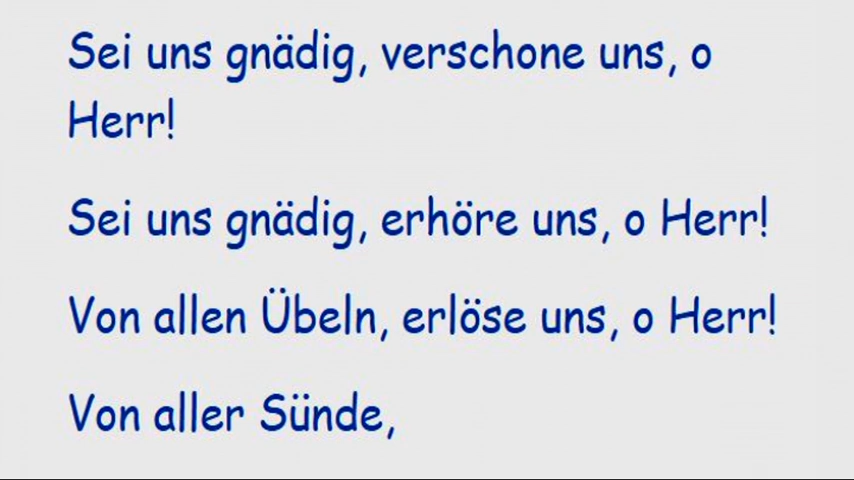 Sei uns gnädig, verschone uns, o
Herr!
Sei uns gnädig, erhöre uns, o Herr!
Von allen Übeln, erlöse uns, o Herr!
Von aller Sünde,